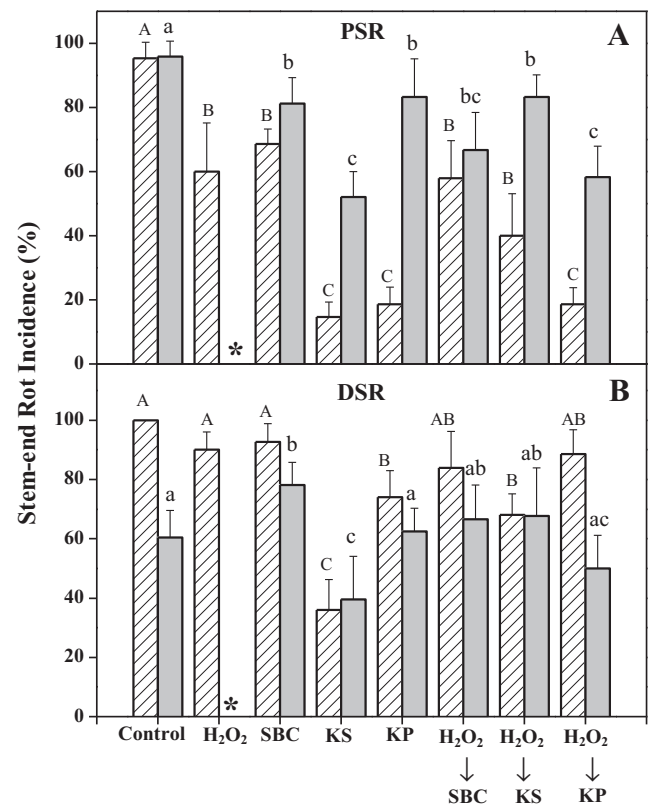 PSR
A
Stem-end Rot Incidence (%)
100
80
60
40
20
0
A a B * B b C c C b B bc B b C c
DSR
B
100
80
60
40
20
0
A a A * A b C c B a AB ab B ab AB ac
Control H₂O₂ SBC KS KP H₂O₂ H₂O₂ H₂O₂
↓ ↓ ↓
SBC KS KP